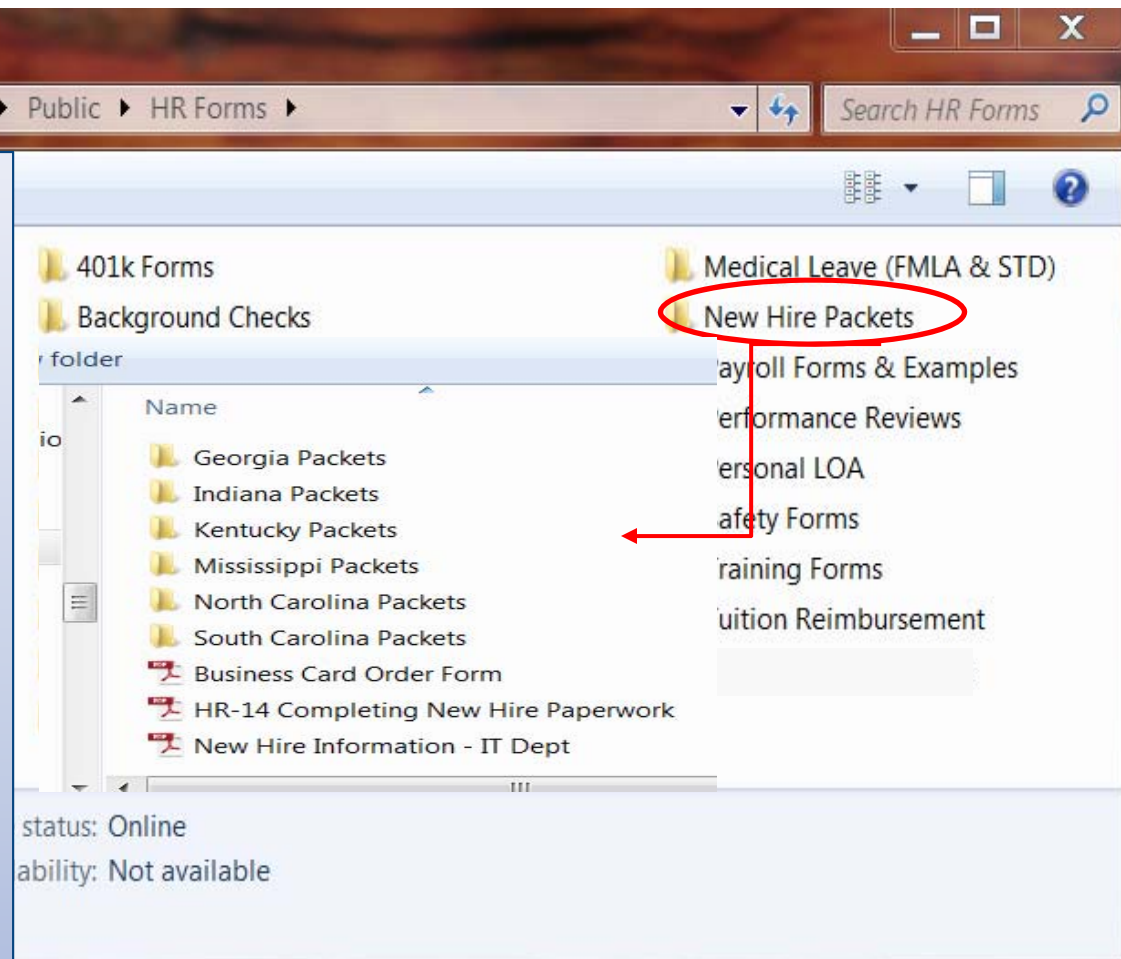 Public HR Forms
Search HR Forms
401k Forms
Background Checks
Medical Leave (FMLA & STD)
New Hire Packets
ayroll Forms & Examples
erformance Reviews
ersonal LOA
afety Forms
raining Forms
uition Reimbursement
folder
io
Name
Georgia Packets
Indiana Packets
Kentucky Packets
Mississippi Packets
North Carolina Packets
South Carolina Packets
Business Card Order Form
HR-14 Completing New Hire Paperwork
New Hire Information - IT Dept
status: Online
ability: Not available